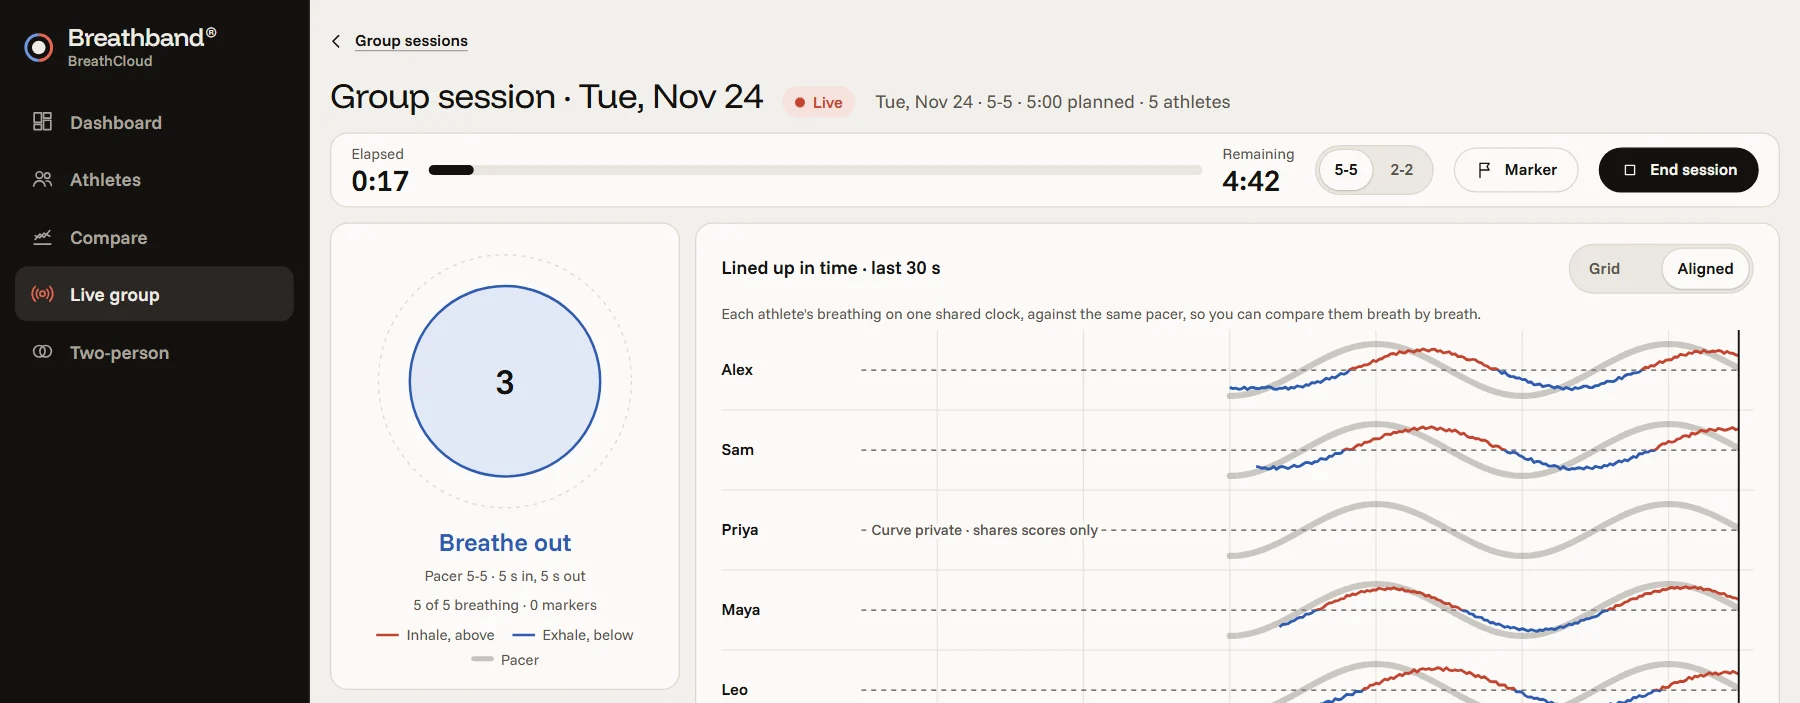 Breathband®
BreathCloud
Dashboard
Athletes
Compare
Live group
Two-person
Group sessions
Group session · Tue, Nov 24
Live
Tue, Nov 24 · 5-5 · 5:00 planned · 5 athletes
Elapsed
0:17
Remaining
4:42
5-5
2-2
Marker
End session
3
Breathe out
Pacer 5-5 · 5 s in, 5 s out
5 of 5 breathing · 0 markers
Inhale, above
Exhale, below
Pacer
Lined up in time · last 30 s
Grid
Aligned
Each athlete's breathing on one shared clock, against the same pacer, so you can compare them breath by breath.
Alex
Sam
Priya
Curve private · shares scores only
Maya
Leo